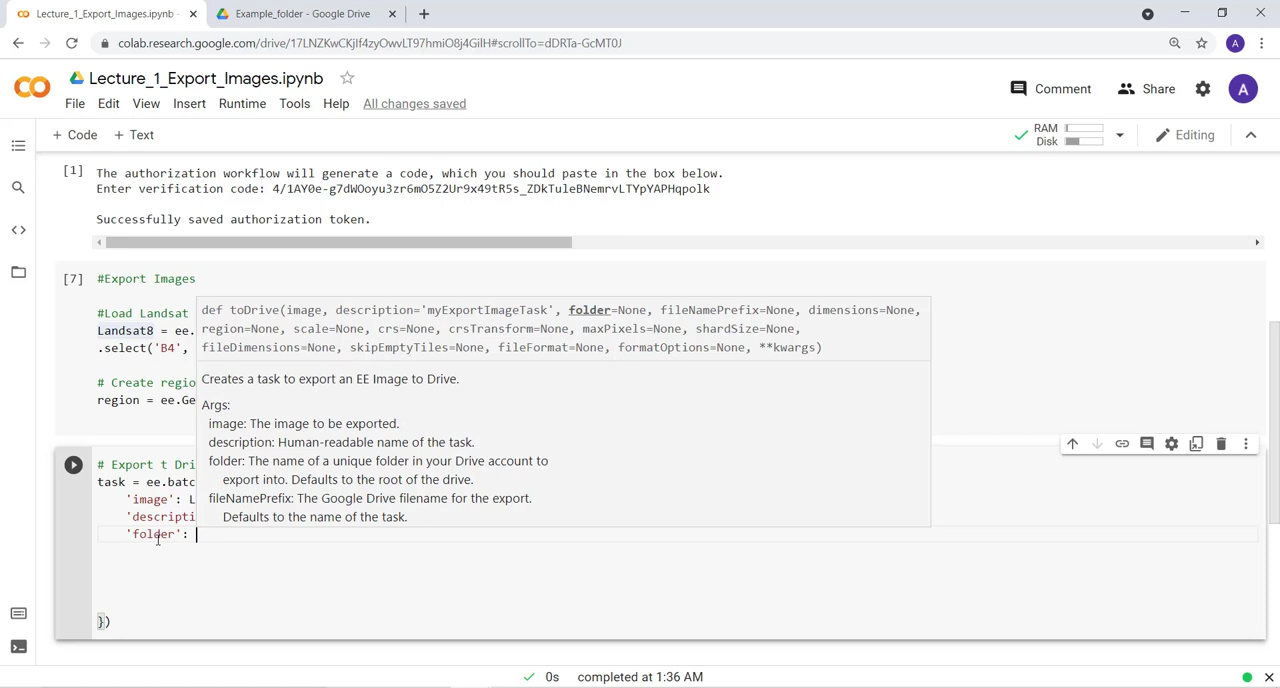 Lecture_1_Export_Images.ipynb -
Example_folder - Google Drive
colab.research.google.com/drive/17LNZKwCKjIf4zyOwvLT97hmiO8j4GilH#scrollTo=dDRTa-GcMT0J
A
Lecture_1_Export_Images.ipynb
File Edit View Insert Runtime Tools Help All changes saved
Comment Share A
+ Code + Text
RAM
Disk
Editing
[1] The authorization workflow will generate a code, which you should paste in the box below.
Enter verification code: 4/1AY0e-g7dWOoyu3zr6mO5Z2Ur9x49tR5s_ZDkTuleBNemrvLTYpYAPHqpolk
Successfully saved authorization token.
[7] #Export Images
#Load Landsat
Landsat8 = ee.
.select('B4',
# Create regio
region = ee.Ge
def toDrive(image, description='myExportImageTask', folder=None, fileNamePrefix=None, dimensions=None,
region=None, scale=None, crs=None, crsTransform=None, maxPixels=None, shardSize=None,
fileDimensions=None, skipEmptyTiles=None, fileFormat=None, formatOptions=None, **kwargs)
Creates a task to export an EE Image to Drive.
Args:
image: The image to be exported.
description: Human-readable name of the task.
folder: The name of a unique folder in your Drive account to
export into. Defaults to the root of the drive.
fileNamePrefix: The Google Drive filename for the export.
Defaults to the name of the task.
# Export t Dri
task = ee.batc
'image': L
'descripti
'folder':
})
0s completed at 1:36 AM